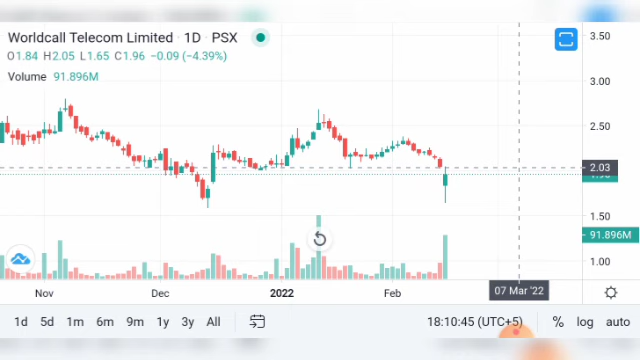 Worldcall Telecom Limited · 1D · PSX
O1.84 H2.05 L1.65 C1.96 −0.09 (−4.39%)
Volume 91.896M
3.50
3.00
2.50
2.03
1.50
91.896M
1.00
Nov Dec 2022 Feb 07 Mar '22
1d 5d 1m 3m 6m 9m 1y 3y All 18:10:45 (UTC+5) % log auto